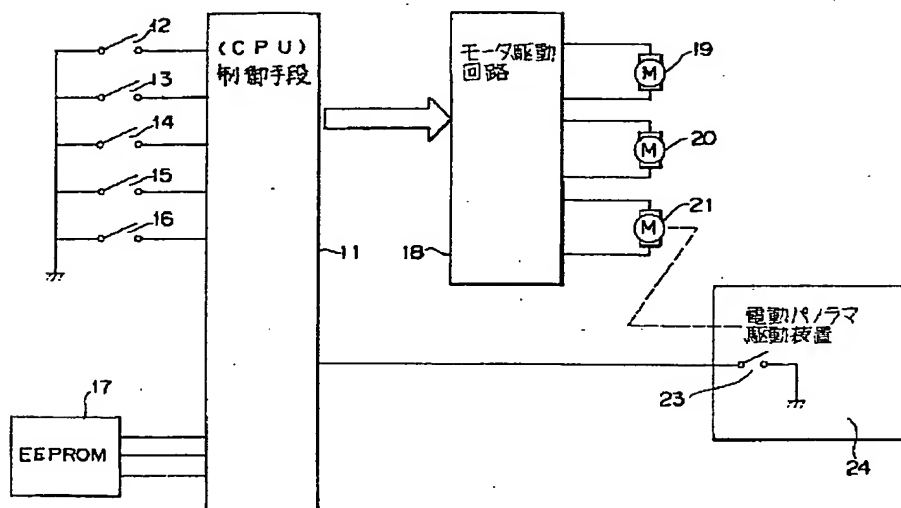 12
13
14
15
16
(CPU)
制御手段
11
17
EEPROM
モータ駆動
回路
18
M
19
M
20
M
21
電動パノラマ
駆動装置
23
24